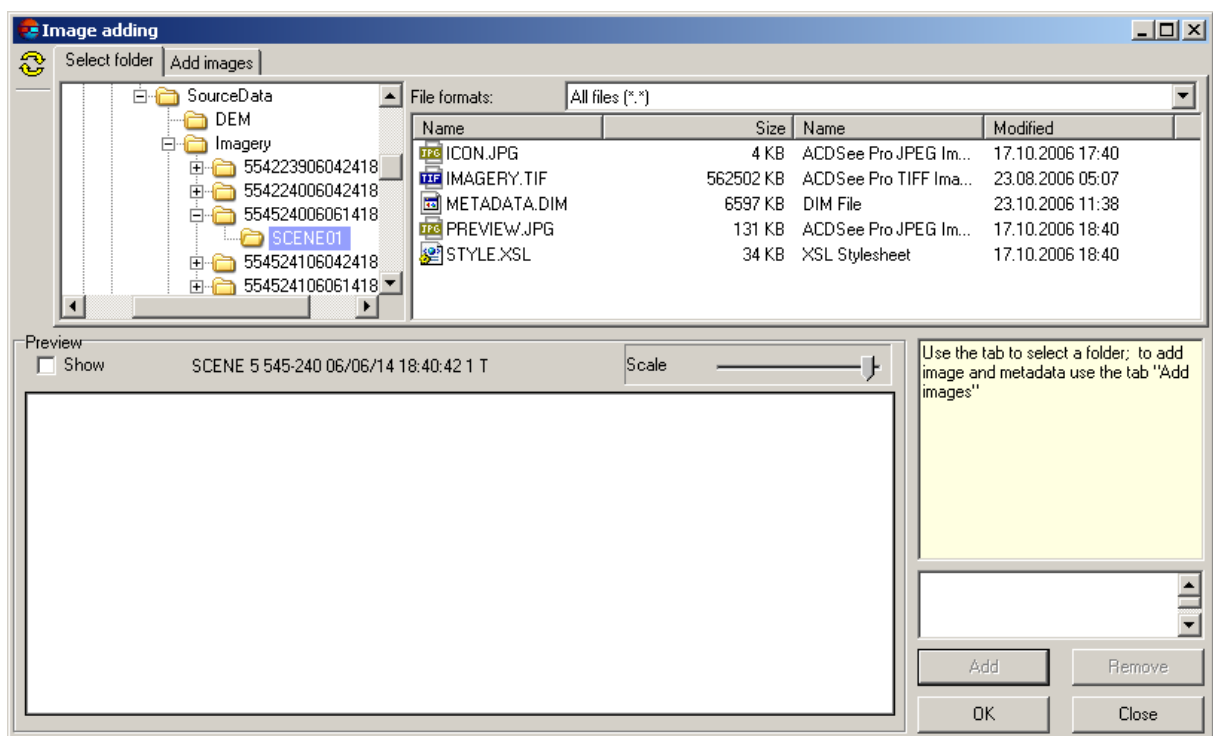 Image adding
Select folder Add images
SourceData
DEM
Imagery
554223906042418
554224006042418
554524006061418
SCENE01
554524106042418
554524106061418
File formats: All files (*.*)
Name Size Name Modified
ICON.JPG 4 KB ACDSee Pro JPEG Im... 17.10.2006 17:40
IMAGERY.TIF 562502 KB ACDSee Pro TIFF Ima... 23.08.2006 05:07
METADATA.DIM 6597 KB DIM File 23.10.2006 11:38
PREVIEW.JPG 131 KB ACDSee Pro JPEG Im... 17.10.2006 18:40
STYLE.XSL 34 KB XSL Stylesheet 17.10.2006 18:40
Preview
Show SCENE 5 545-240 06/06/14 18:40:42 1 T Scale
Use the tab to select a folder; to add
image and metadata use the tab "Add
images"
Add Remove
OK Close